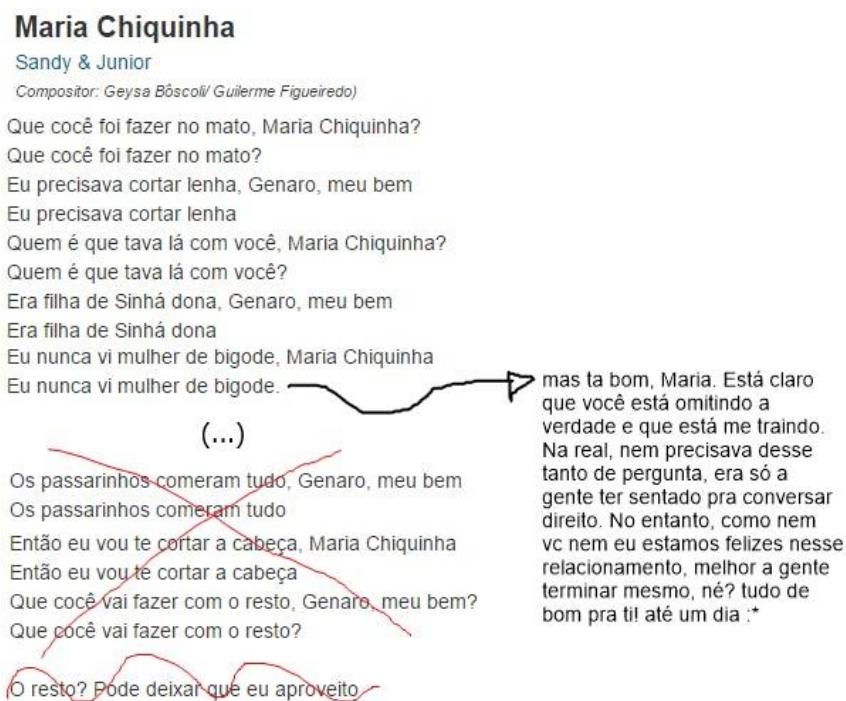 Maria Chiquinha
Sandy & Junior
Compositor: Geysa Bôscoli/ Guilerme Figueiredo)
Que cocê foi fazer no mato, Maria Chiquinha?
Que cocê foi fazer no mato?
Eu precisava cortar lenha, Genaro, meu bem
Eu precisava cortar lenha
Quem é que tava lá com você, Maria Chiquinha?
Quem é que tava lá com você?
Era filha de Sinhá dona, Genaro, meu bem
Era filha de Sinhá dona
Eu nunca vi mulher de bigode, Maria Chiquinha
Eu nunca vi mulher de bigode.
mas ta bom, Maria. Está claro
que você está omitindo a
verdade e que está me traindo.
Na real, nem precisava desse
tanto de pergunta, era só a
gente ter sentado pra conversar
direito. No entanto, como nem
vc nem eu estamos felizes nesse
relacionamento, melhor a gente
terminar mesmo, né? tudo de
bom pra ti! até um dia :*
(...)
Os passarinhos comeram tudo, Genaro, meu bem
Os passarinhos comeram tudo
Então eu vou te cortar a cabeça, Maria Chiquinha
Então eu vou te cortar a cabeça
Que cocê vai fazer com o resto, Genaro, meu bem?
Que cocê vai fazer com o resto?
O resto? Pode deixar que eu aproveito